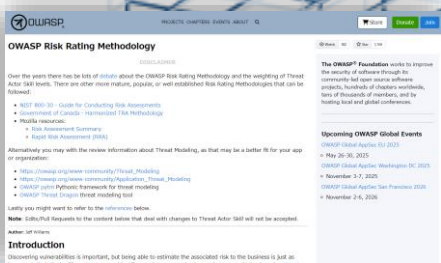 OWASP
PROJECTS CHAPTERS EVENTS ABOUT
Store
Donate
Join
OWASP Risk Rating Methodology
DISCLAIMER
Over the years there has be lots of debate about the OWASP Risk Rating Methodology and the weighting of Threat
Actor Skill levels. There are other more mature, popular, or well established Risk Rating Methodologies that can be
followed:
NIST 800-30 - Guide for Conducting Risk Assessments
Government of Canada - Harmonized TRA Methodology
Mozilla resources:
Risk Assessment Summary
Rapid Risk Assessment (RRA)
Alternatively you may with the review information about Threat Modeling, as that may be a better fit for your app
or organization:
https://owasp.org/www-community/Threat_Modeling
https://owasp.org/www-community/Application_Threat_Modeling
OWASP pytm Pythonic framework for threat modeling
OWASP Threat Dragon threat modeling tool
Lastly you might want to refer to the references below.
Note: Edits/Pull Requests to the content below that deal with changes to Threat Actor Skill will not be accepted.
Author: Jeff Williams
Introduction
Discovering vulnerabilities is important, but being able to estimate the associated risk to the business is just as
Watch
Star
The OWASP® Foundation works to improve
the security of software through its
community-led open source software
projects, hundreds of chapters worldwide,
tens of thousands of members, and by
hosting local and global conferences.
Upcoming OWASP Global Events
OWASP Global AppSec EU 2025
May 26-30, 2025
OWASP Global AppSec Washington DC 2025
November 3-7, 2025
OWASP Global AppSec San Francisco 2026
November 2-6, 2026